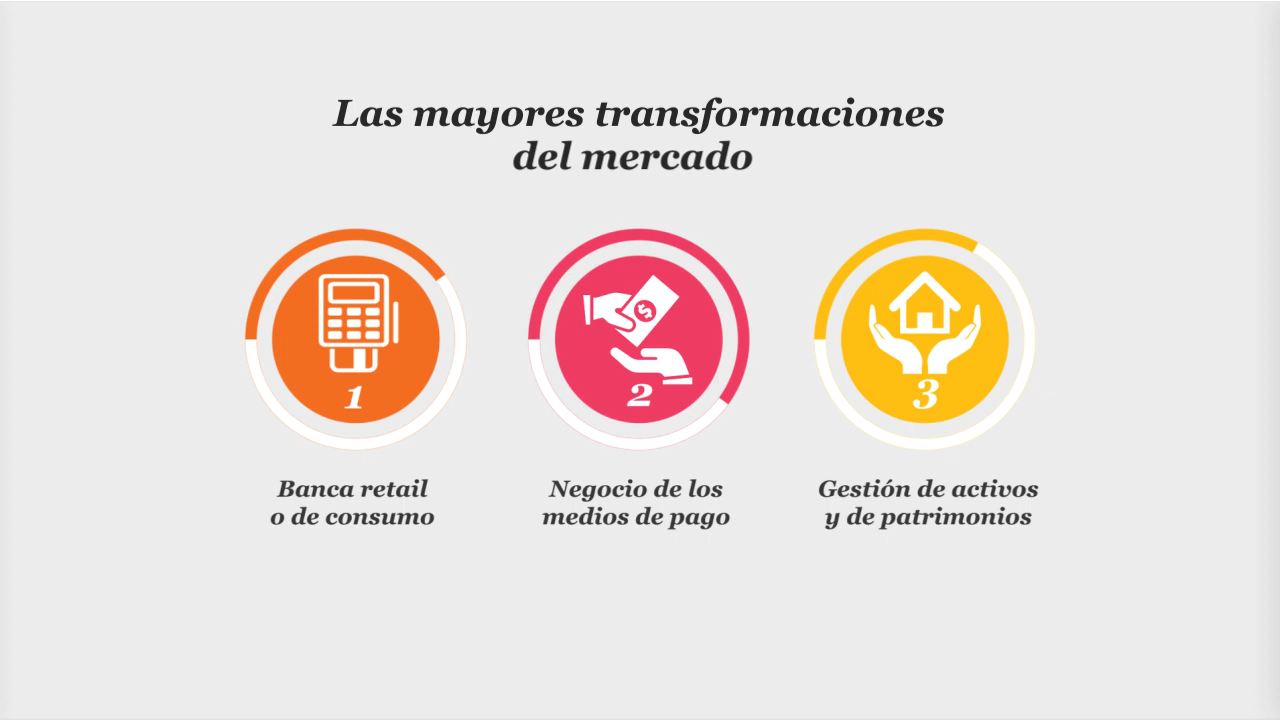 Las mayores transformaciones
del mercado
1
2
3
Banca retail
o de consumo
Negocio de los
medios de pago
Gestión de activos
y de patrimonios